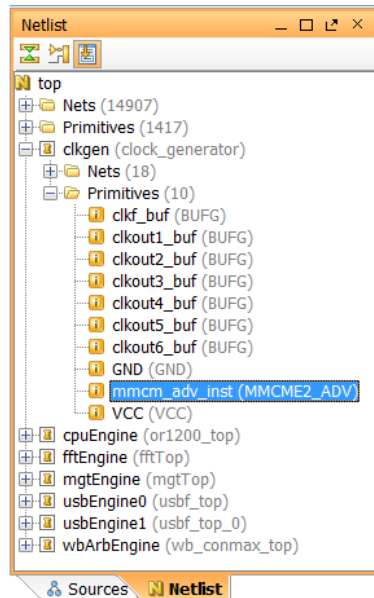 Netlist
top
Nets (14907)
Primitives (1417)
clkgen (clock_generator)
Nets (18)
Primitives (10)
clkf_buf (BUFG)
clkout1_buf (BUFG)
clkout2_buf (BUFG)
clkout3_buf (BUFG)
clkout4_buf (BUFG)
clkout5_buf (BUFG)
clkout6_buf (BUFG)
GND (GND)
mmcm_adv_inst (MMCME2_ADV)
VCC (VCC)
cpuEngine (or1200_top)
fftEngine (fftTop)
mgtEngine (mgtTop)
usbEngine0 (usbf_top)
usbEngine1 (usbf_top_0)
wbArbEngine (wb_conmax_top)
Sources Netlist